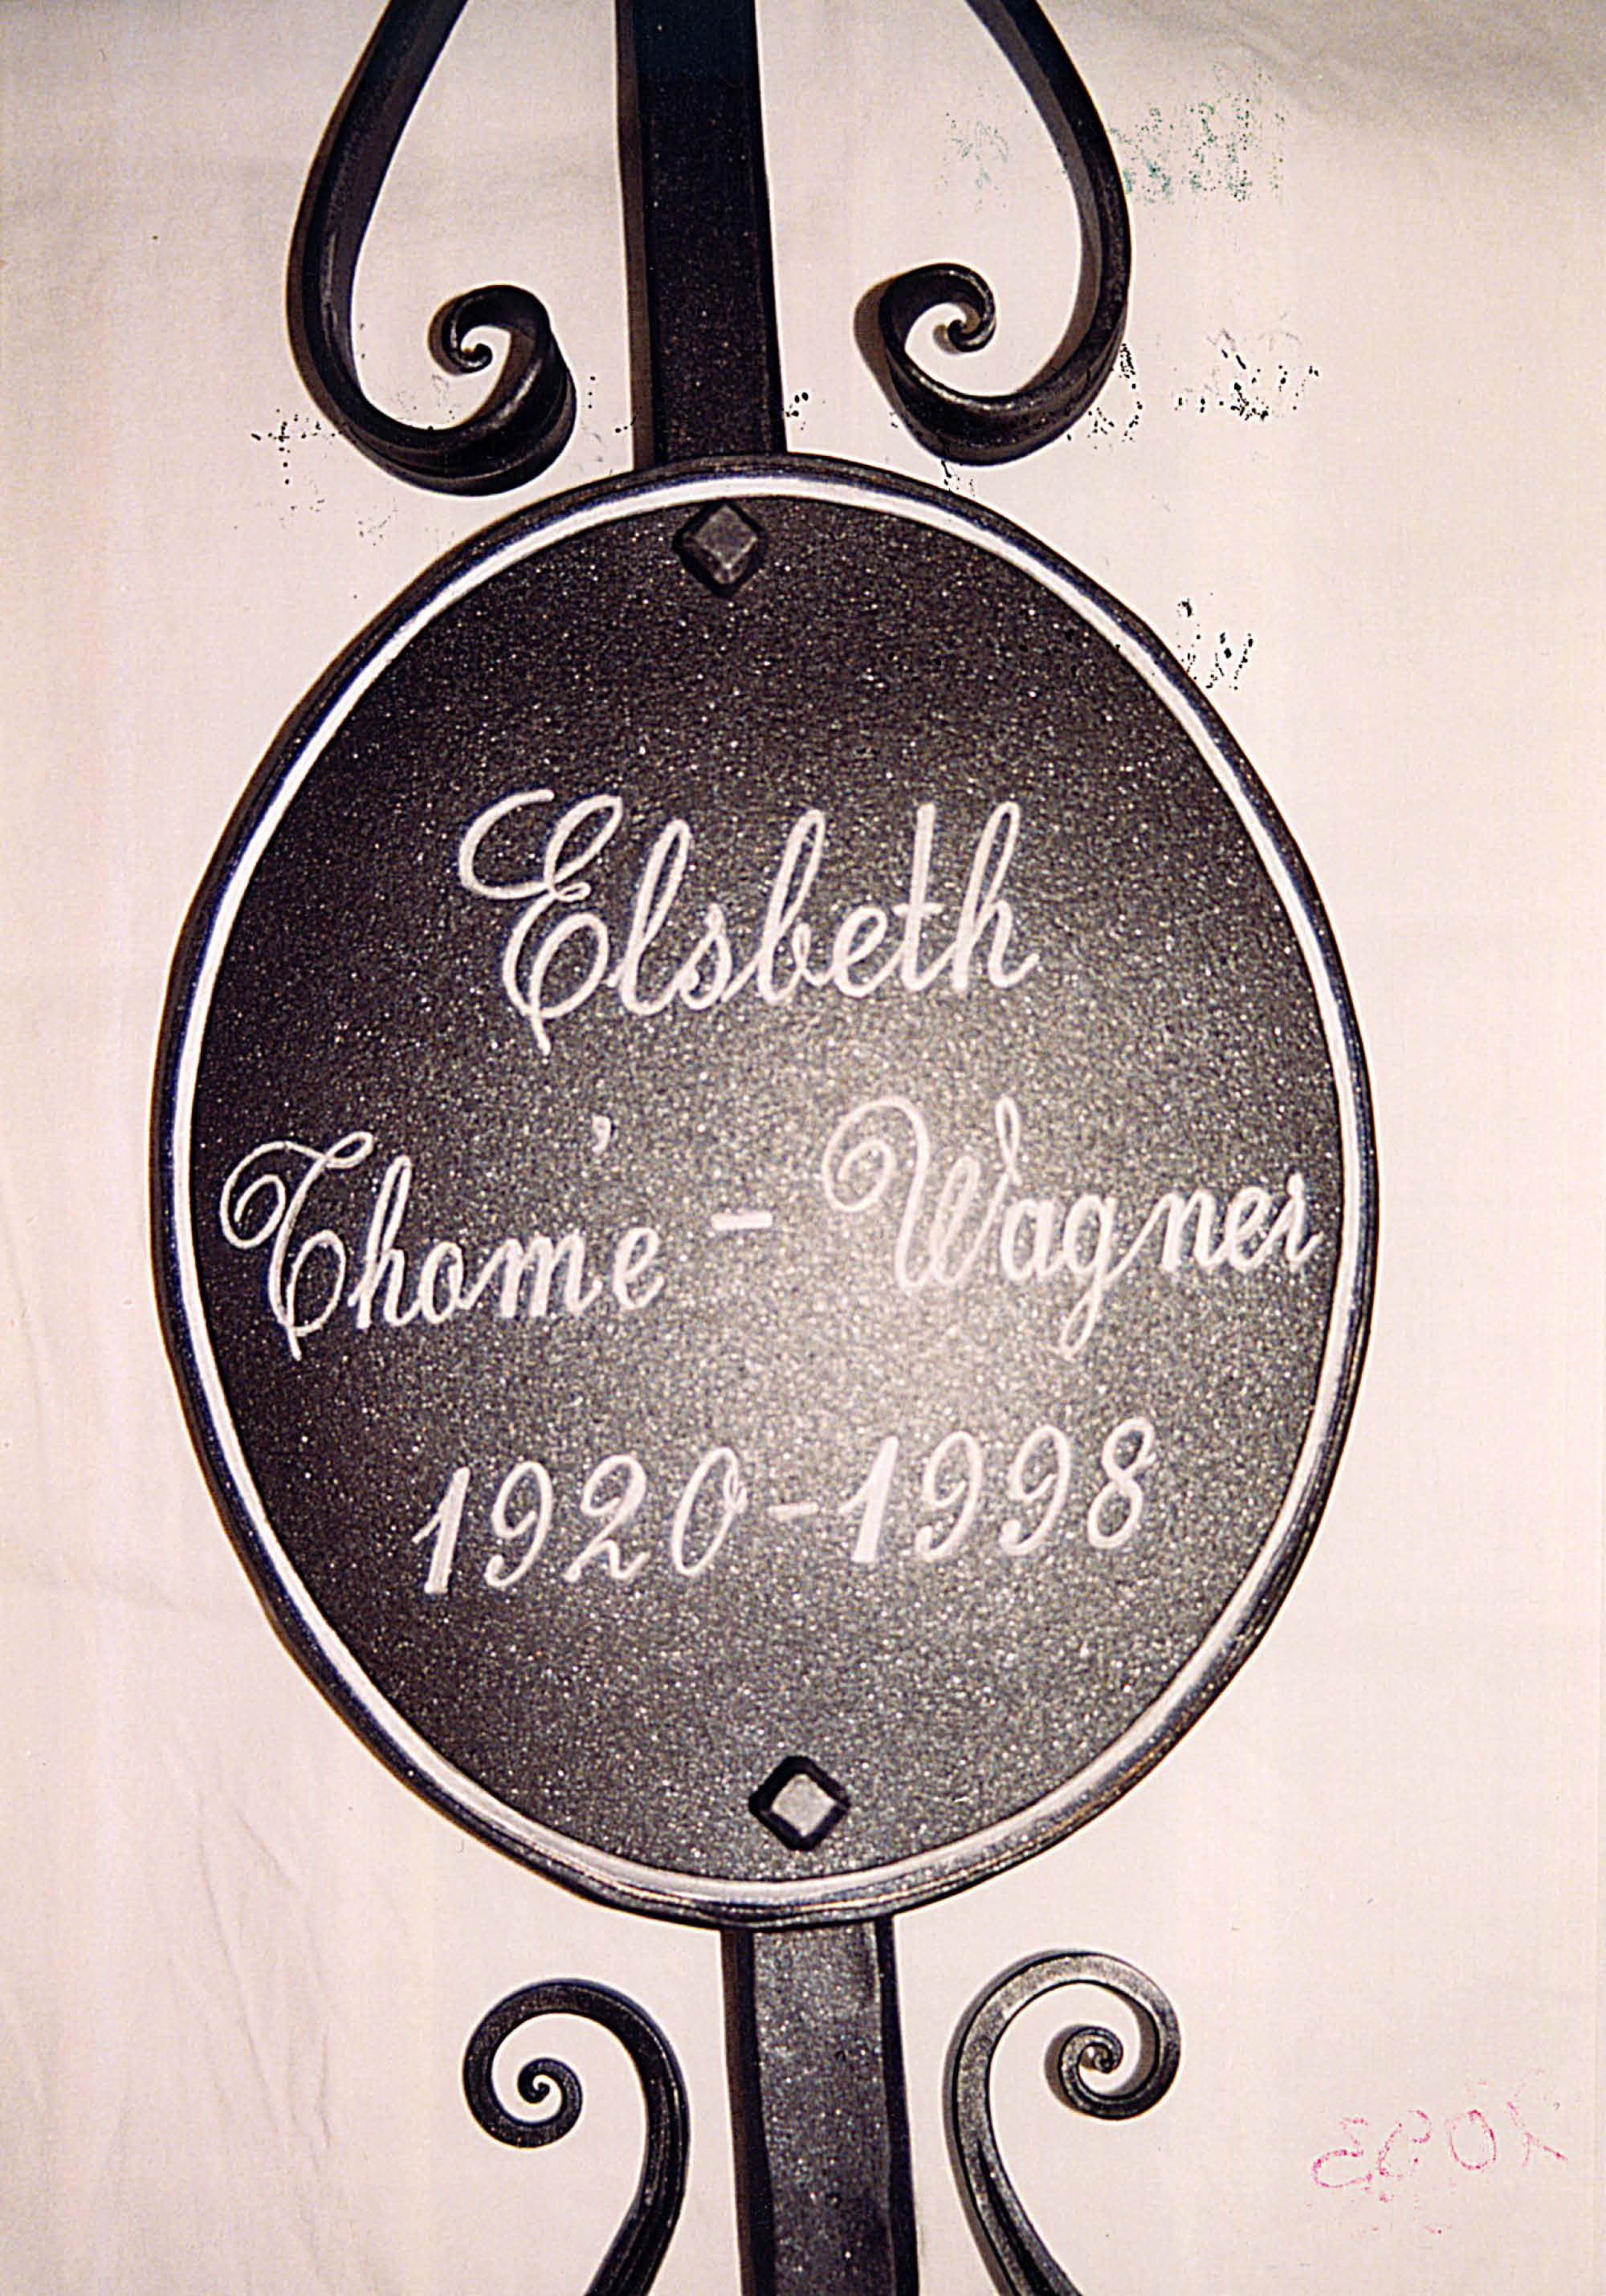 Elsbeth
Thomé - Wagner
1920-1998